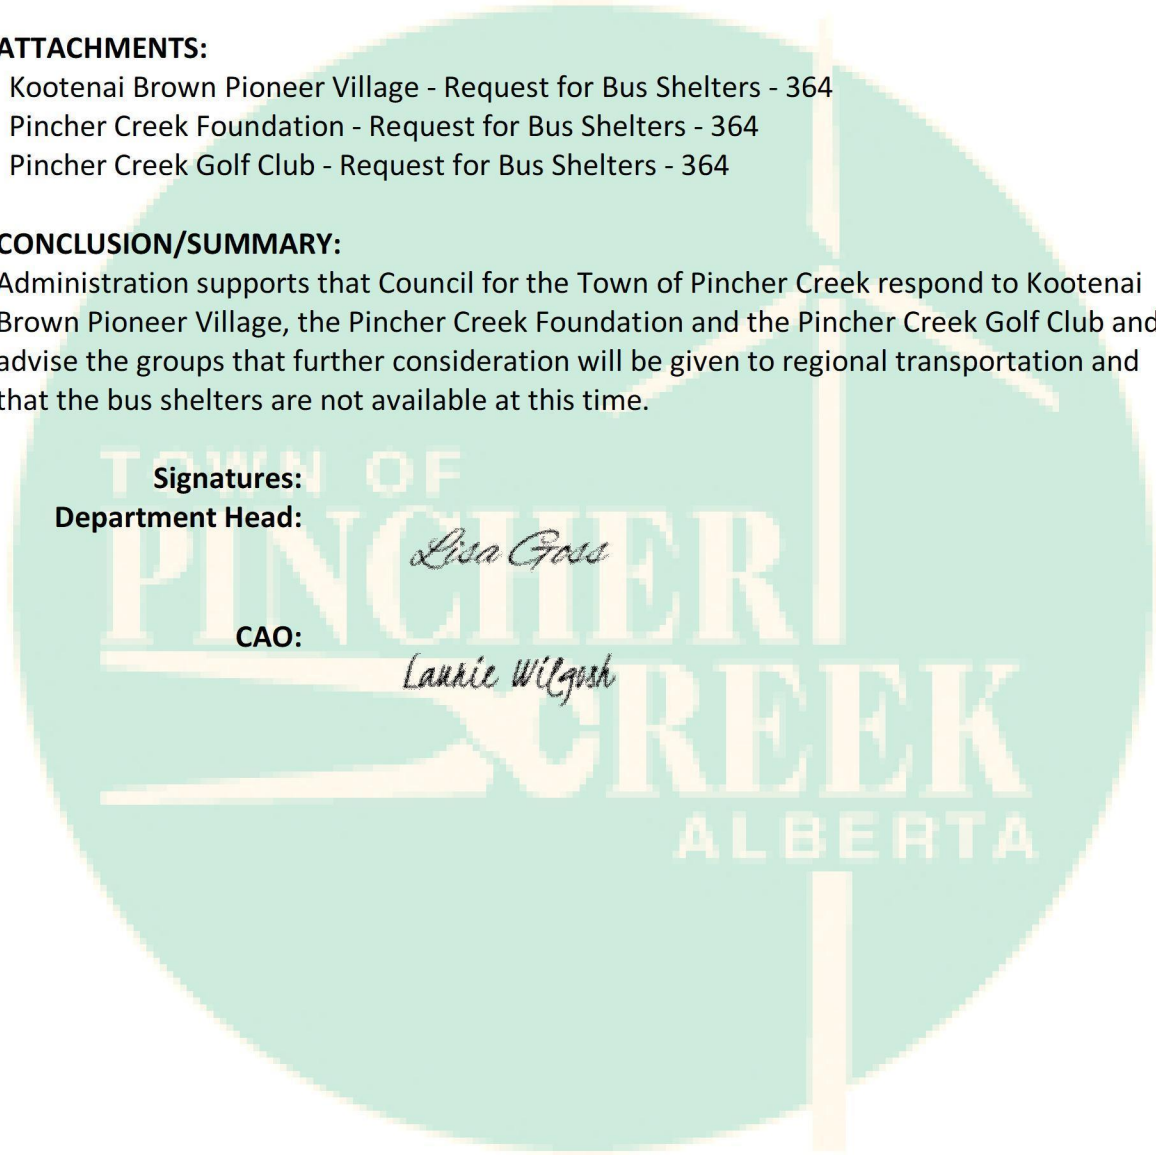 ATTACHMENTS:
Kootenai Brown Pioneer Village - Request for Bus Shelters - 364
Pincher Creek Foundation - Request for Bus Shelters - 364
Pincher Creek Golf Club - Request for Bus Shelters - 364
CONCLUSION/SUMMARY:
Administration supports that Council for the Town of Pincher Creek respond to Kootenai
Brown Pioneer Village, the Pincher Creek Foundation and the Pincher Creek Golf Club and
advise the groups that further consideration will be given to regional transportation and
that the bus shelters are not available at this time.
TOWN OF
Signatures:
Department Head:
PINCHER
Lisa Goss
CAO:
Laurie Wilgosh
CREEK
ALBERTA